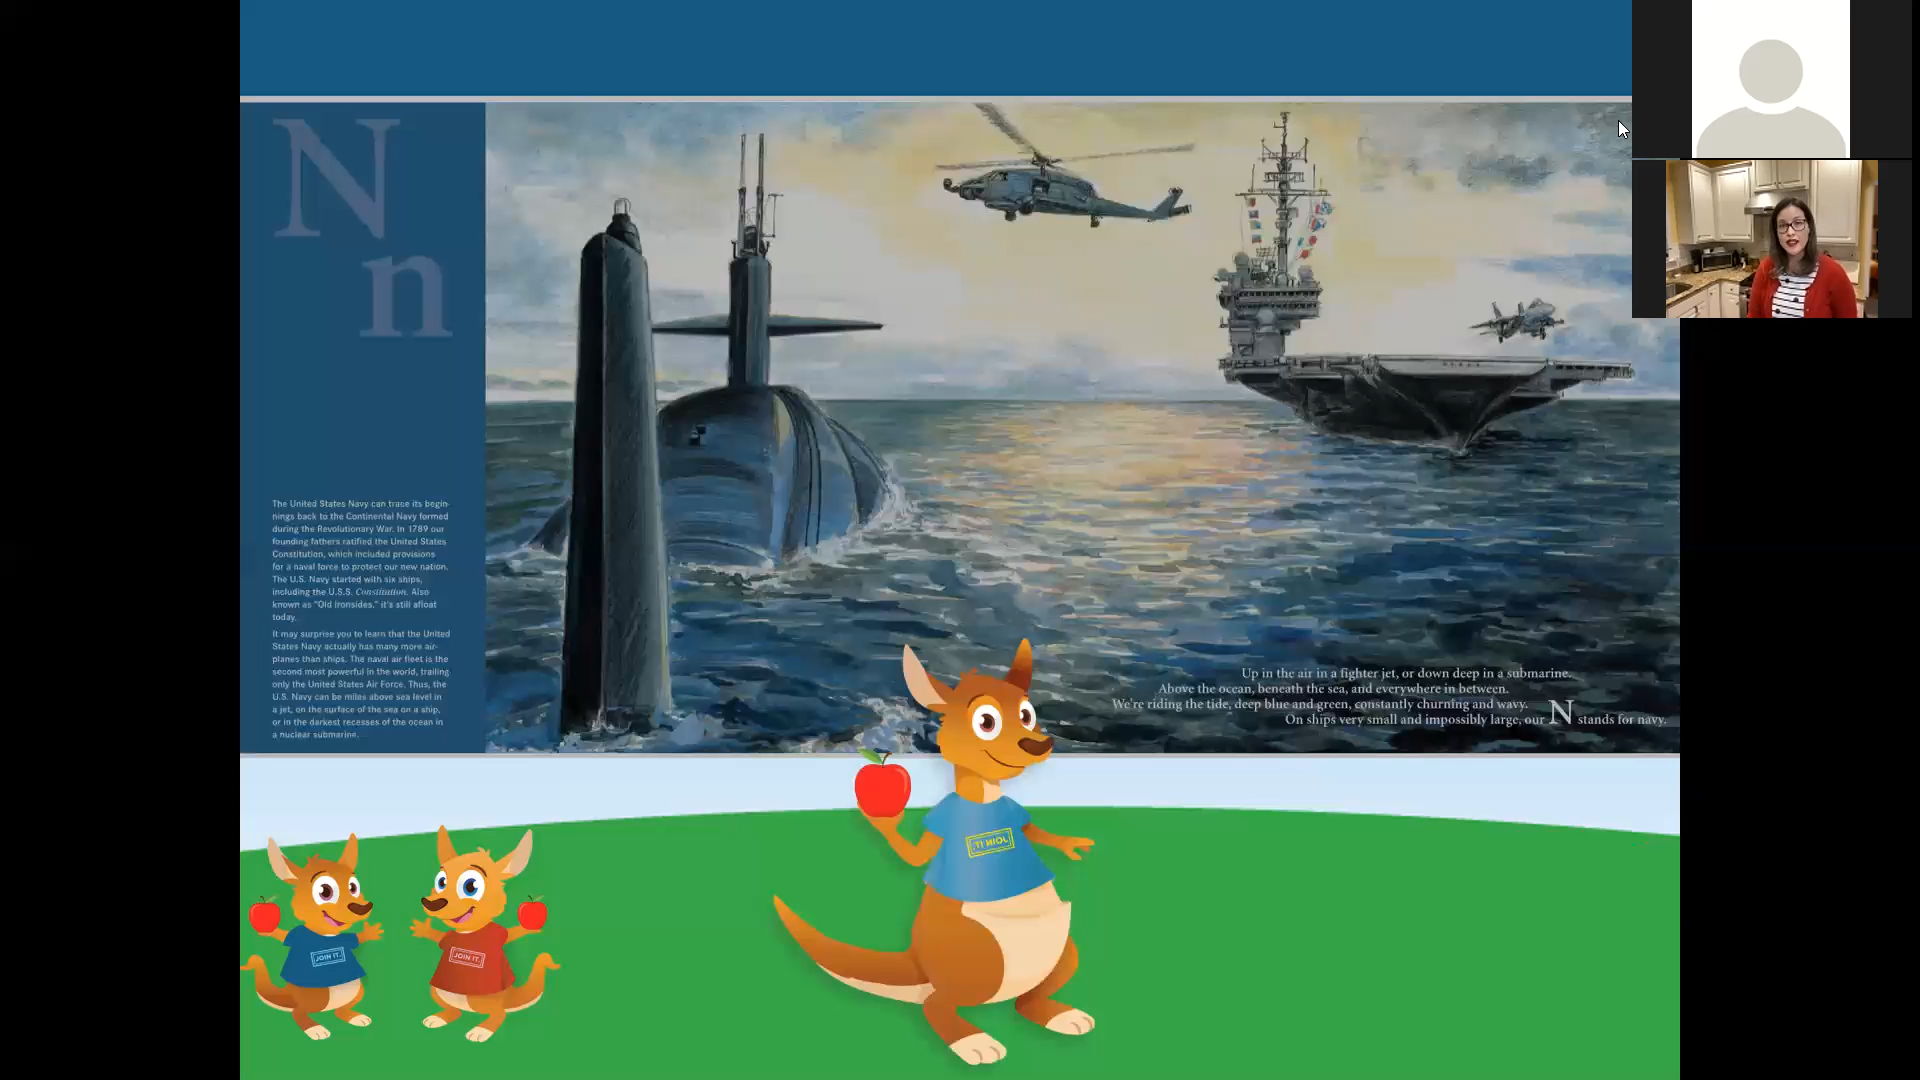 N
n
The United States Navy can trace its begin-
nings back to the Continental Navy formed
during the Revolutionary War. In 1789 our
founding fathers ratified the United States
Constitution, which included provisions
for a naval force to protect our new nation.
The U.S. Navy started with six ships,
including the U.S.S. Constitution. Also
known as "Old Ironsides," it's still afloat
today.
It may surprise you to learn that the United
States Navy actually has many more air-
planes than ships. The naval air fleet is the
second most powerful in the world, trailing
only the United States Air Force. Thus, the
U.S. Navy can be miles above sea level in
a jet, on the surface of the sea on a ship,
or in the darkest recesses of the ocean in
a nuclear submarine.
Up in the air in a fighter jet, or down deep in a submarine.
Above the ocean, beneath the sea, and everywhere in between.
We're riding the tide, deep blue and green, constantly churning and wavy.
On ships very small and impossibly large, our N stands for navy.
JOIN IT.
JOIN IT.
JOIN IT.